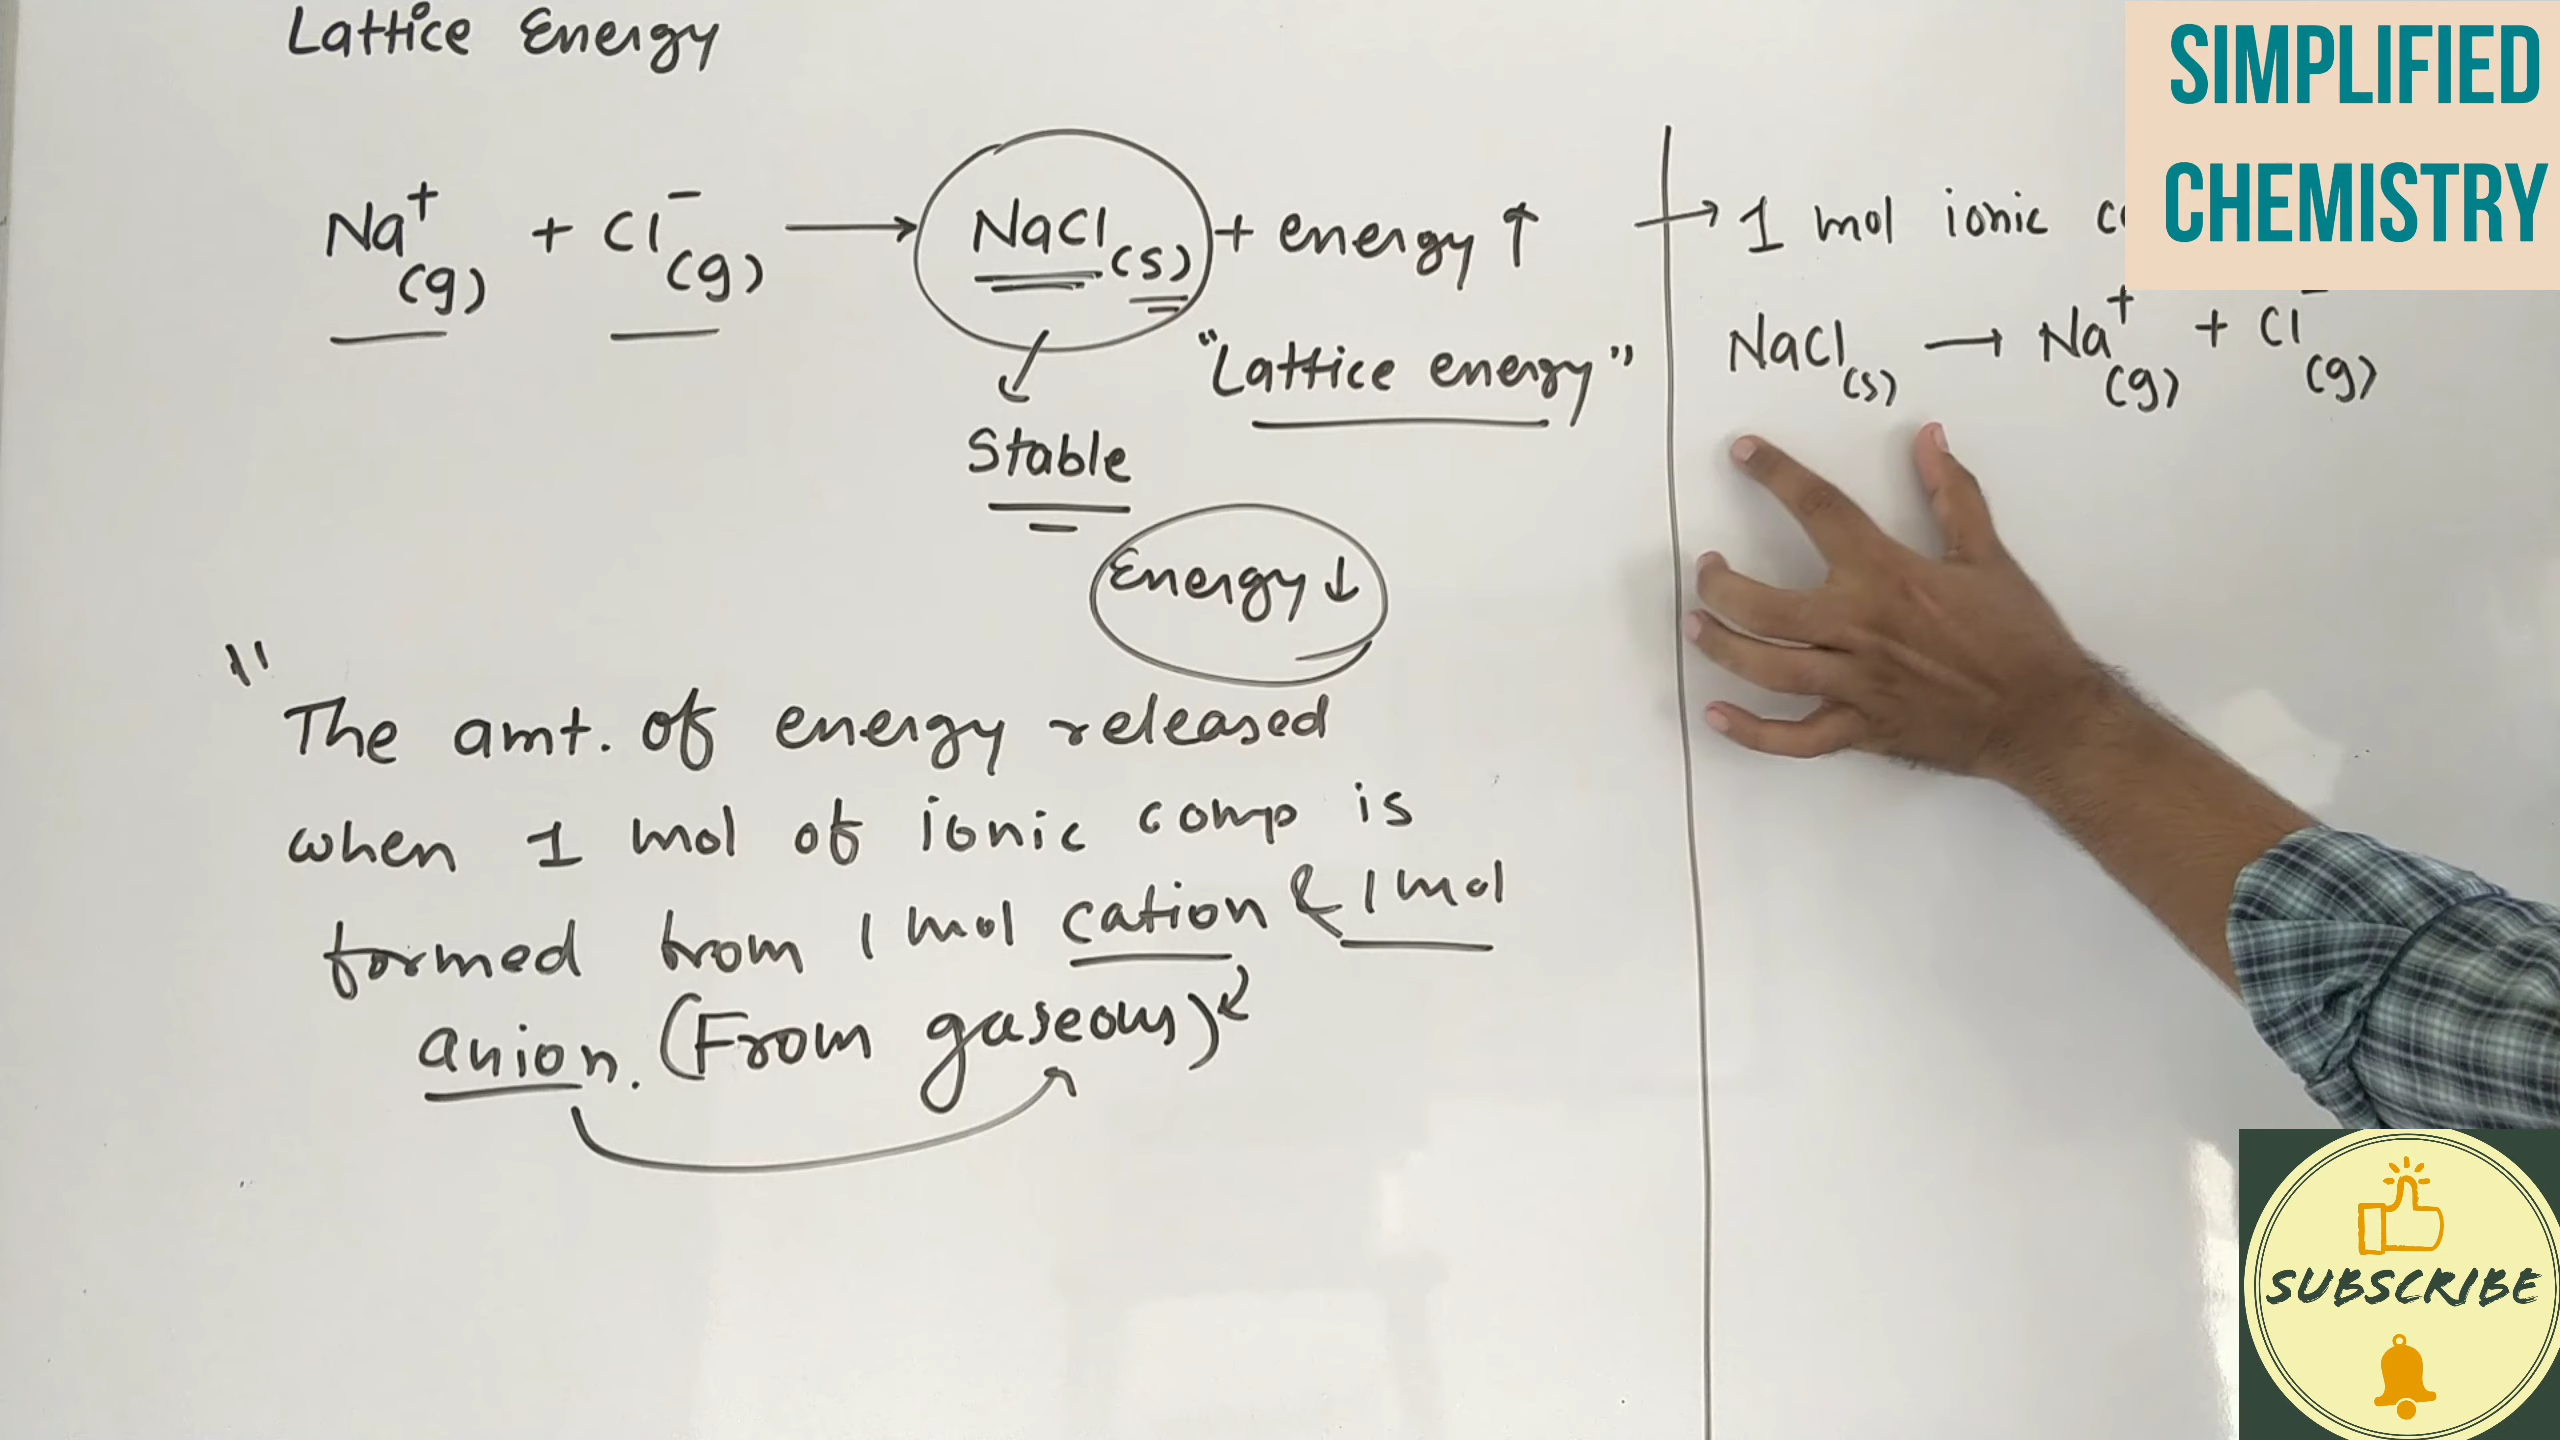 Lattice Energy
Na⁺(g) + Cl⁻(g) → NaCl(s) + energy ↑
"Lattice energy"
Stable
Energy ↓
"The amt. of energy released
when 1 mol of ionic comp is
formed from 1 mol cation & 1 mol
anion. (From gaseous)
→ 1 mol ionic
NaCl(s) → Na⁺(g) + Cl⁻(g)
SIMPLIFIED
CHEMISTRY
SUBSCRIBE